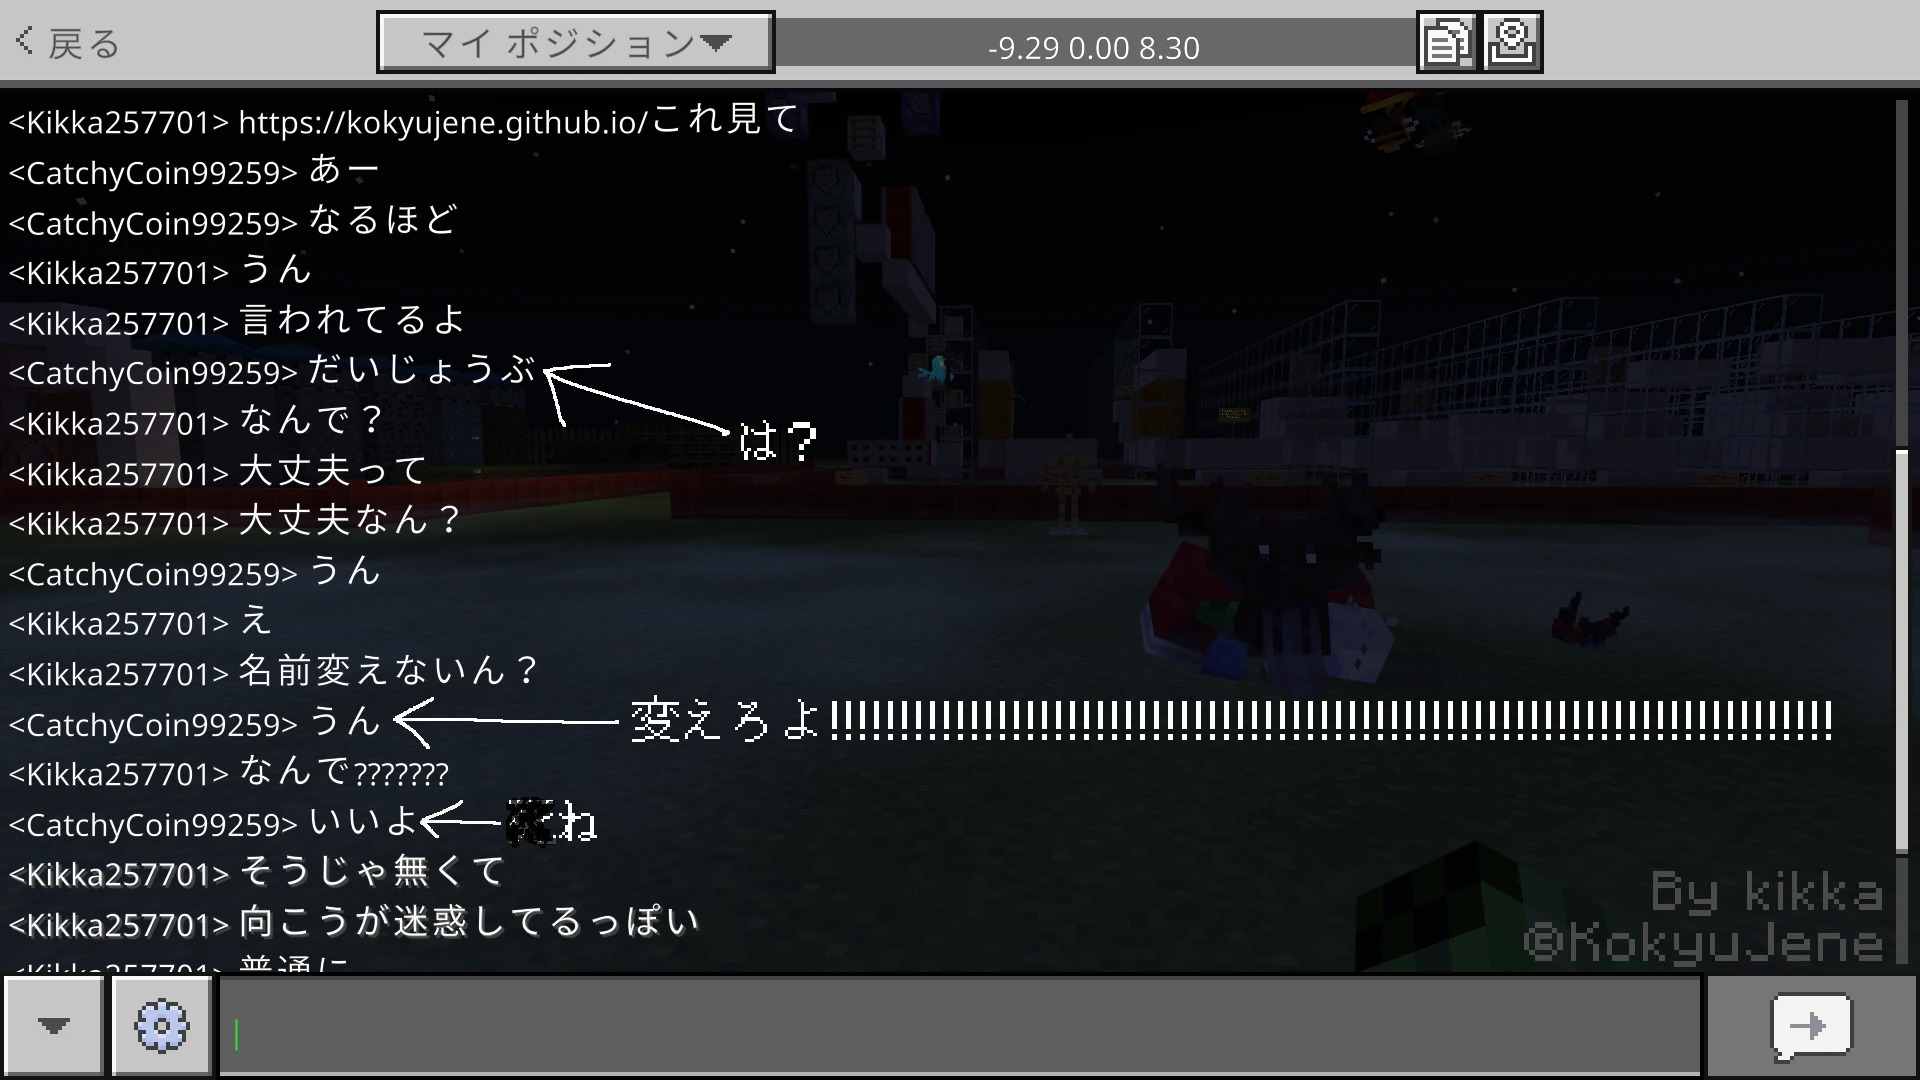 戻る
マイ ポジション
-9.29 0.00 8.30
<Kikka257701> https://kokyujene.github.io/これ見て
<CatchyCoin99259> あー
<CatchyCoin99259> なるほど
<Kikka257701> うん
<Kikka257701> 言われてるよ
<CatchyCoin99259> だいじょうぶ
<Kikka257701> なんで？
は？
<Kikka257701> 大丈夫って
<Kikka257701> 大丈夫なん？
<CatchyCoin99259> うん
<Kikka257701> え
<Kikka257701> 名前変えないん？
<CatchyCoin99259> うん
変えろよ!!!!!!!!!!!!!!!!!!!!!!!!!!!!!!!!!!!!!!!!!!!!!!!!!!!!!!!!!!!!!!!!!!!!!!!!
<Kikka257701> なんで???????
<CatchyCoin99259> いいよ
ね
<Kikka257701> そうじゃ無くて
<Kikka257701> 向こうが迷惑してるっぽい
<Kikka257701> 普通に
By kikka
@KokyuJene